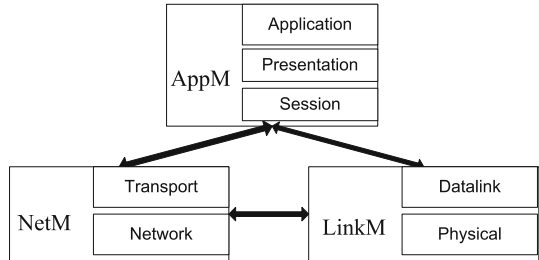 Application
Presentation
AppM
Session
Transport
NetM
Network
Datalink
LinkM
Physical